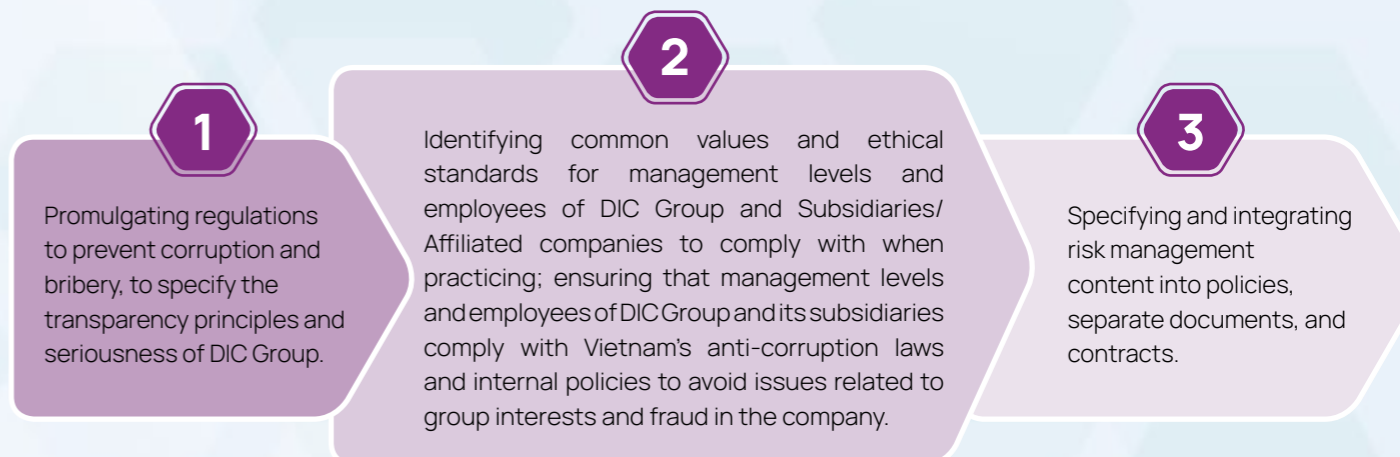 1
Promulgating regulations
to prevent corruption and
bribery, to specify the
transparency principles and
seriousness of DIC Group.
2
Identifying common values and ethical
standards for management levels and
employees of DIC Group and Subsidiaries/
Affiliated companies to comply with when
practicing; ensuring that management levels
and employees of DIC Group and its subsidiaries
comply with Vietnam's anti-corruption laws
and internal policies to avoid issues related to
group interests and fraud in the company.
3
Specifying and integrating
risk management
content into policies,
separate documents, and
contracts.